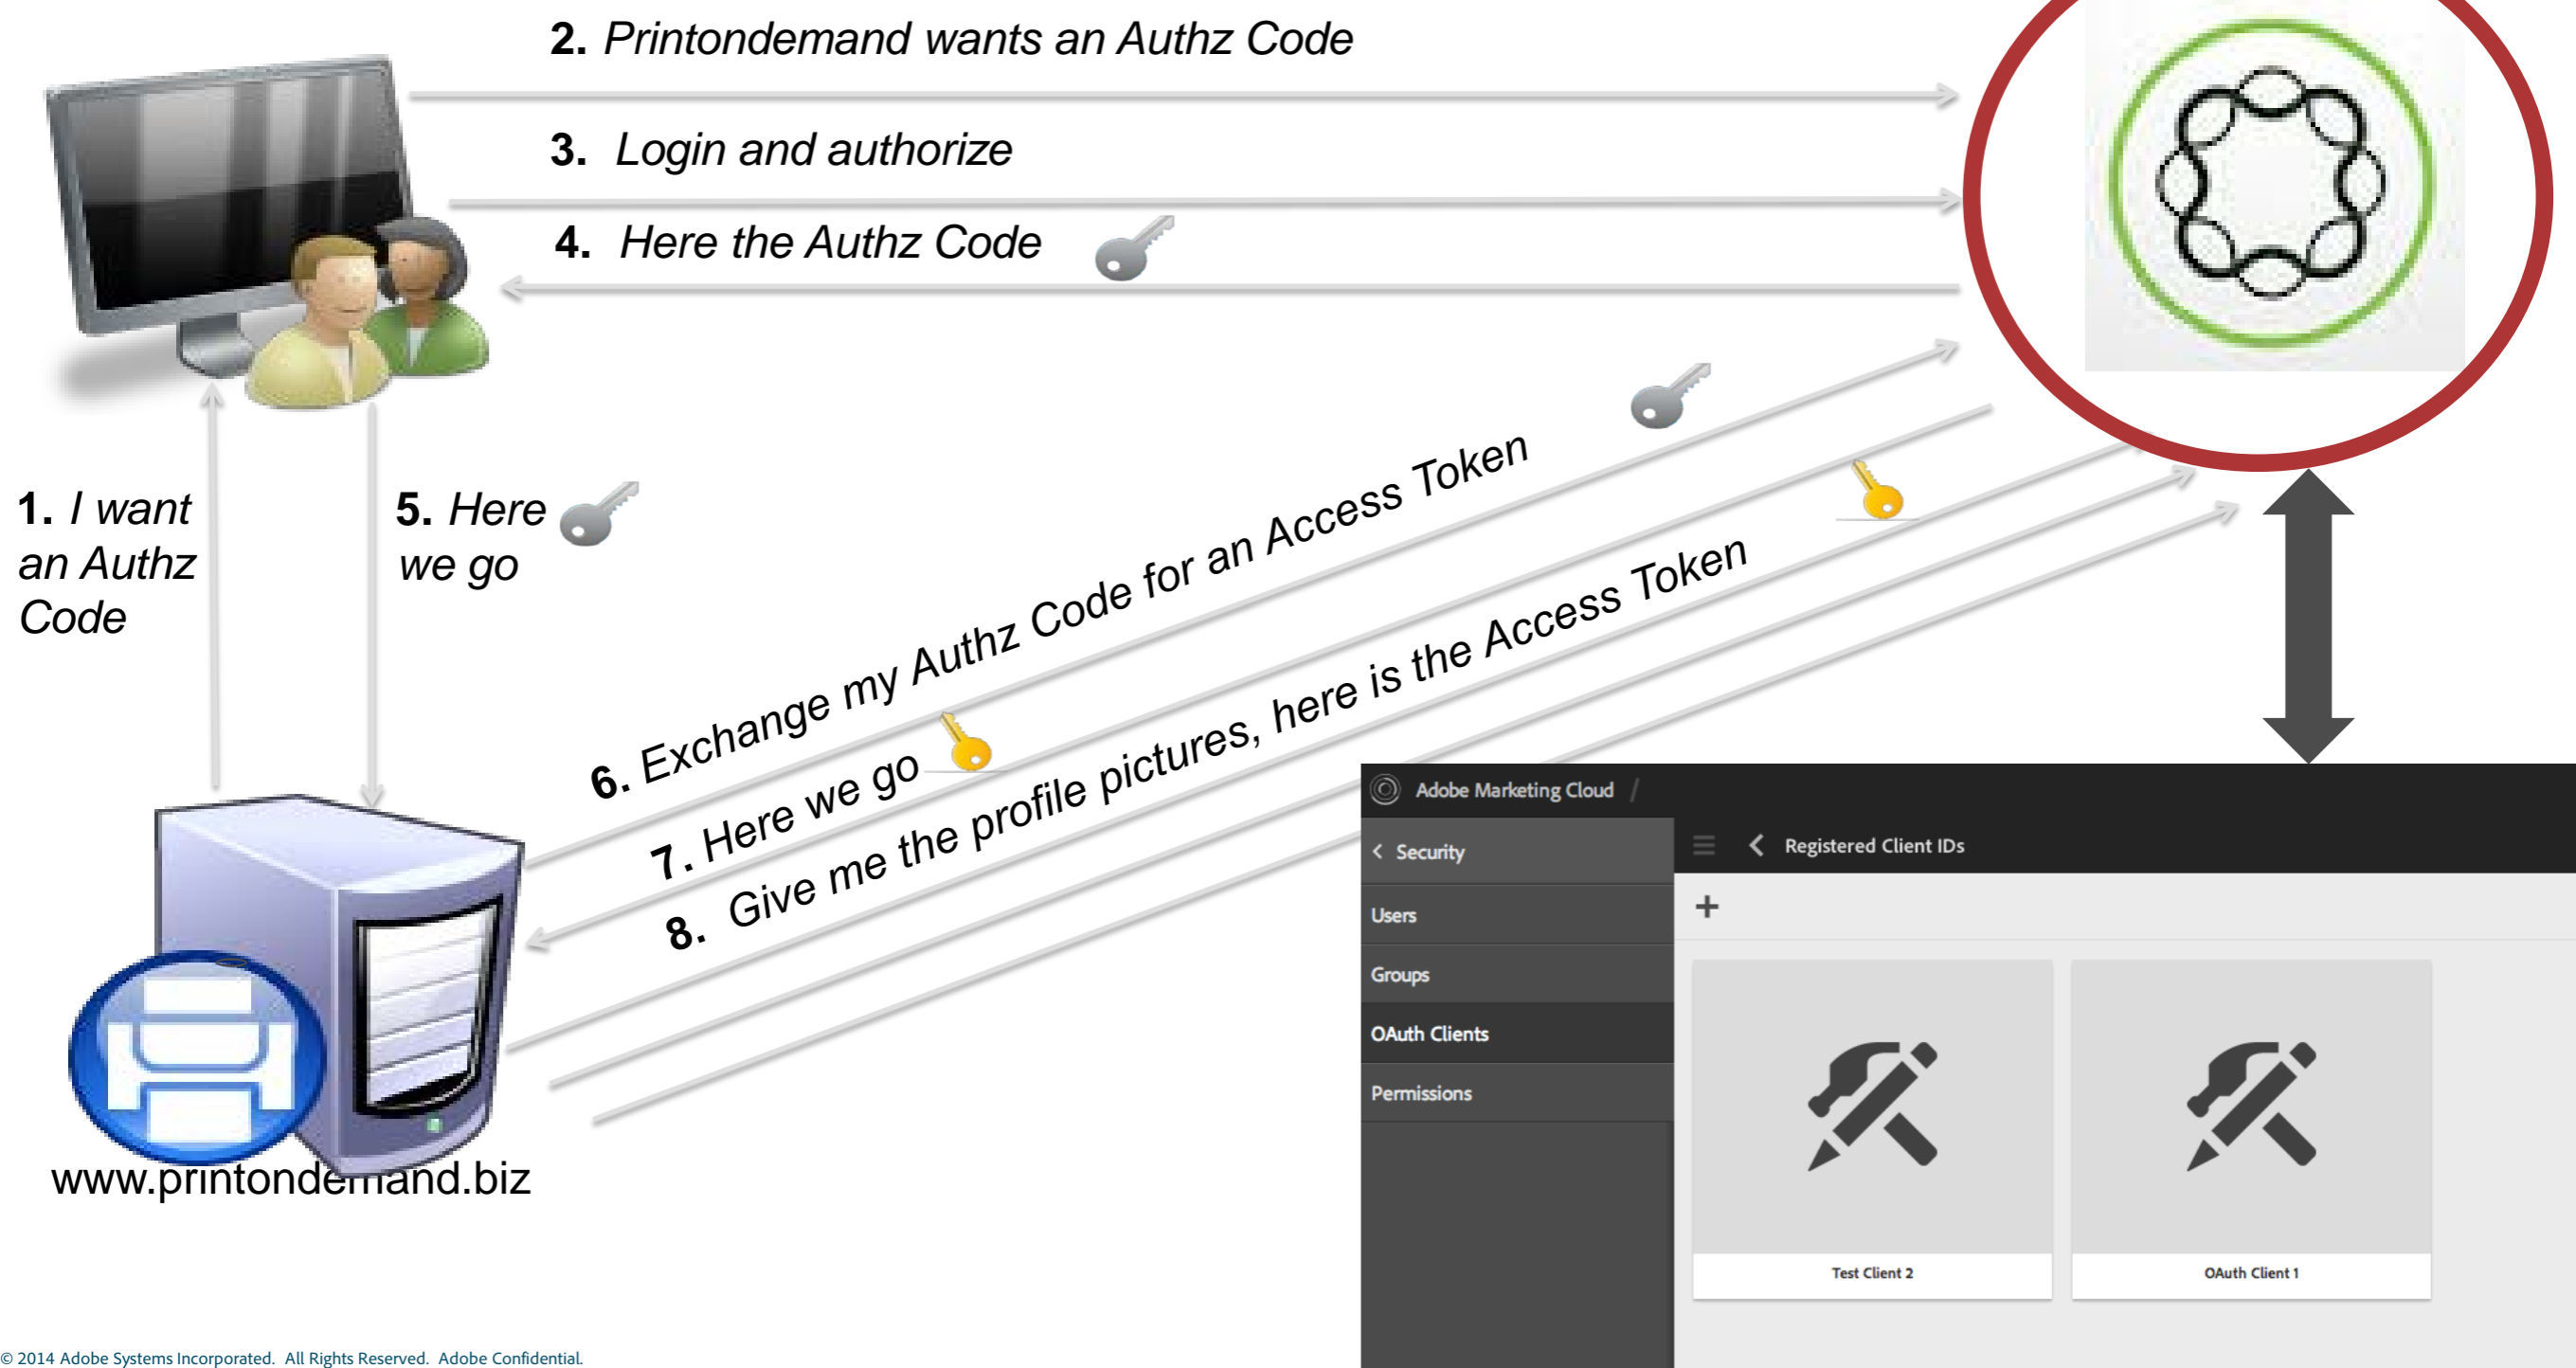 2. Printondemand wants an Authz Code
3. Login and authorize
4. Here the Authz Code
1. I want
an Authz
Code
5. Here
we go
6. Exchange my Authz Code for an Access Token
7. Here we go
8. Give me the profile pictures, here is the Access Token
www.printondemand.biz
Adobe Marketing Cloud /
< Security
Registered Client IDs
Users
Groups
OAuth Clients
Permissions
+
Test Client 2
OAuth Client 1
© 2014 Adobe Systems Incorporated. All Rights Reserved. Adobe Confidential.